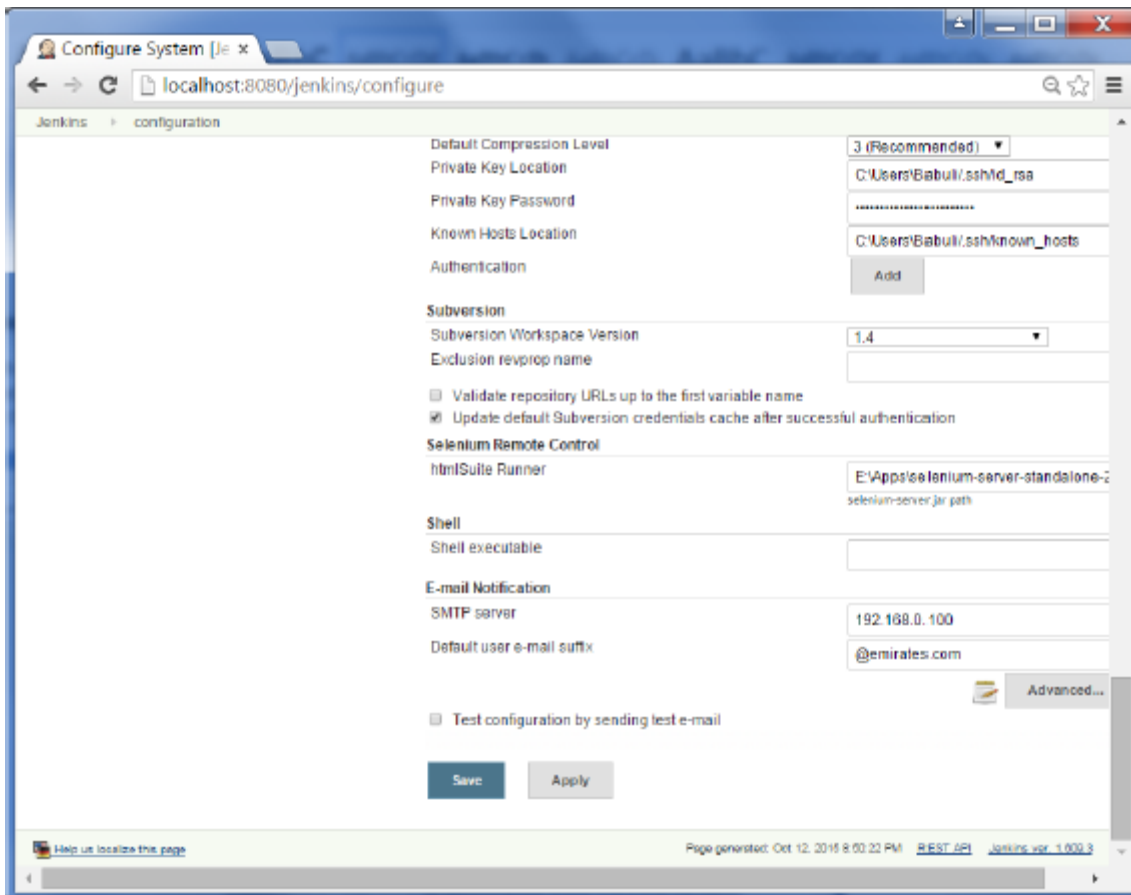 Configure System [Je
localhost:8080/jenkins/configure
Jenkins configuration
Default Compression Level 3 (Recommended)
Private Key Location C:\Users\Babuli/.ssh/id_rsa
Private Key Password
Known Hosts Location C:\Users\Babuli/.ssh/known_hosts
Authentication Add
Subversion
Subversion Workspace Version 1.4
Exclusion revprop name
Validate repository URLs up to the first variable name
Update default Subversion credentials cache after successful authentication
Selenium Remote Control
htmlSuite Runner E:\Apps\selenium-server-standalone-2
selenium-server.jar path
Shell
Shell executable
E-mail Notification
SMTP server 192.168.0.100
Default user e-mail suffix @emirates.com
Advanced...
Test configuration by sending test e-mail
Save Apply
Help us localize this page Page generated: Oct 12, 2015 8:50:22 PM REST API Jenkins ver. 1.609.3